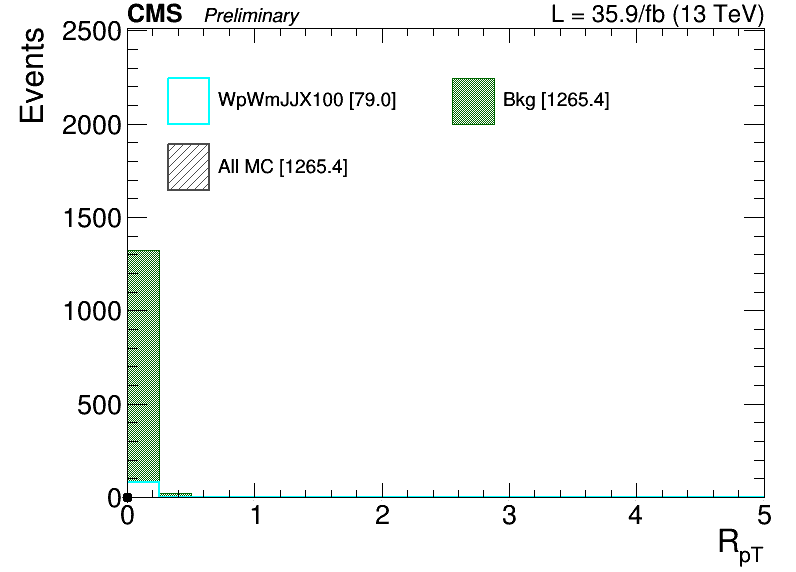 CMS Preliminary L = 35.9/fb (13 TeV)
Events
2500
2000
1500
1000
500
0
WpWmJJX100 [79.0] Bkg [1265.4]
All MC [1265.4]
0 1 2 3 4 5
R_pT